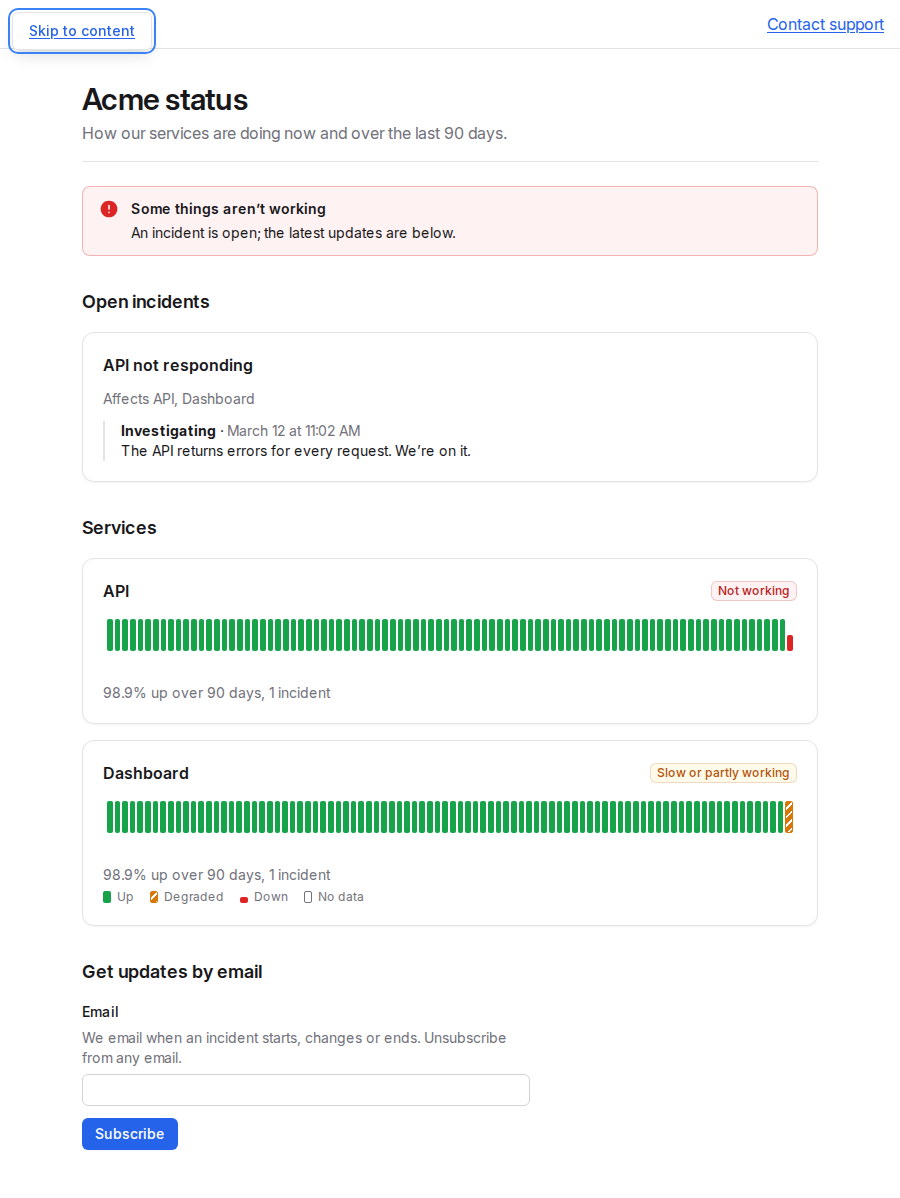 Skip to content
Contact support
Acme status
How our services are doing now and over the last 90 days.
Some things aren’t working
An incident is open; the latest updates are below.
Open incidents
API not responding
Affects API, Dashboard
Investigating · March 12 at 11:02 AM
The API returns errors for every request. We’re on it.
Services
API
Not working
98.9% up over 90 days, 1 incident
Dashboard
Slow or partly working
98.9% up over 90 days, 1 incident
Up Degraded Down No data
Get updates by email
Email
We email when an incident starts, changes or ends. Unsubscribe
from any email.
Subscribe